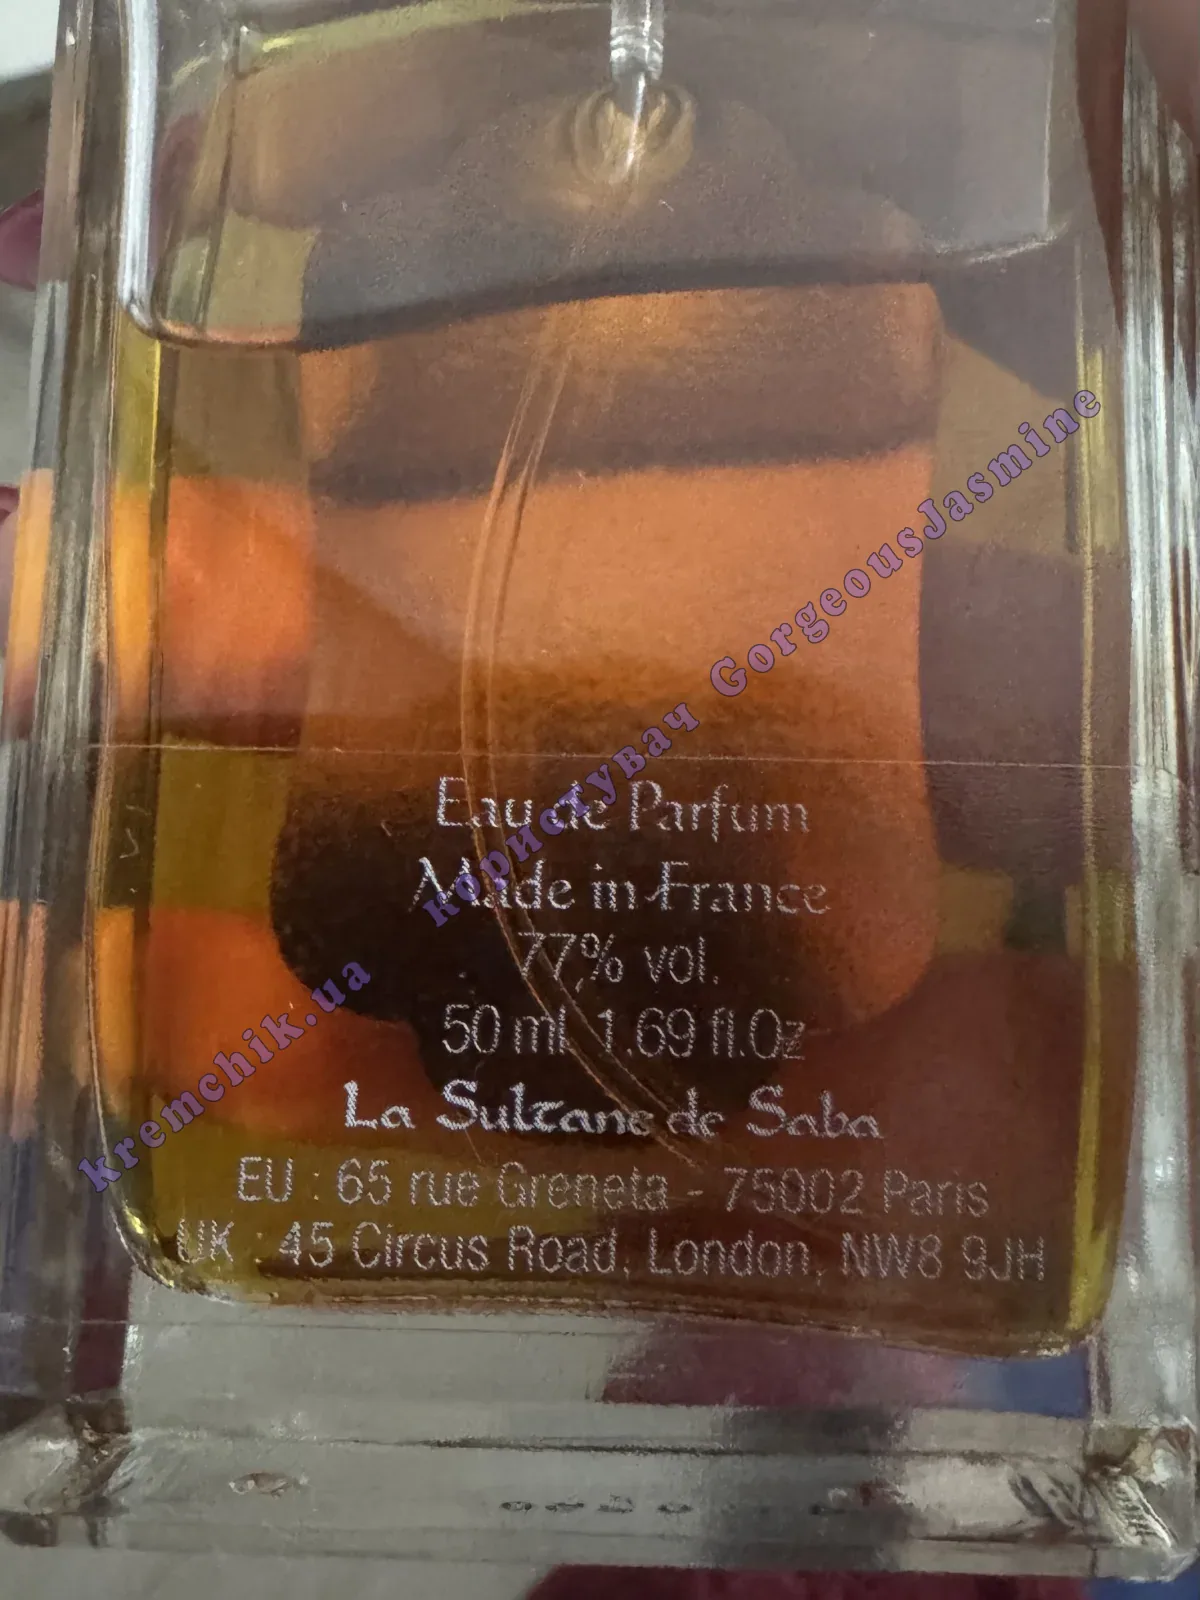 Eau de Parfum
Made in France
77% vol.
50 ml. 1.69 fl.Oz
La Sultane de Saba
EU : 65 rue Greneta - 75002 Paris
UK : 45 Circus Road, London, NW8 9JH
kremchik.ua користувач GorgeousJasmine